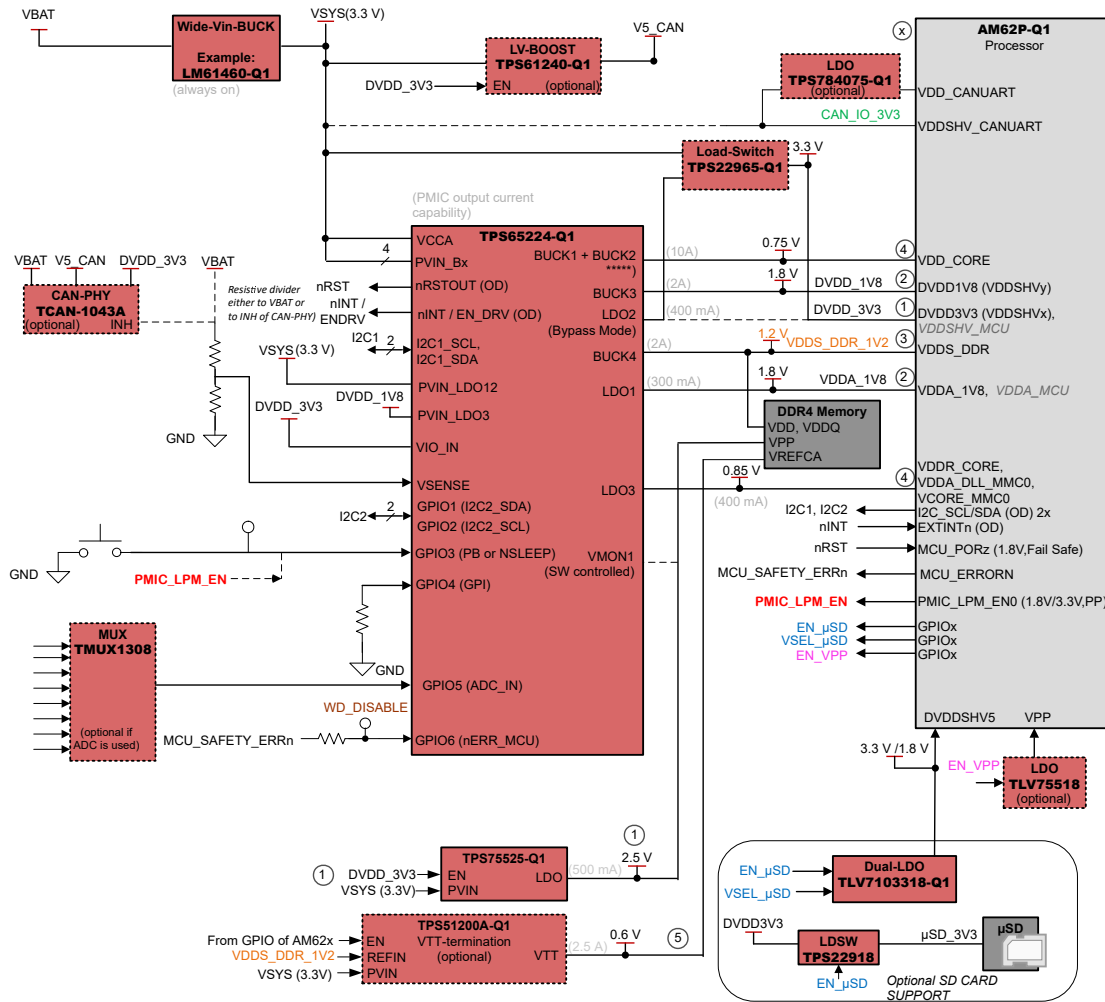 VBAT
Wide-Vin-BUCK
Example:
LM61460-Q1
(always on)
VSYS(3.3 V)
LV-BOOST
TPS61240-Q1
EN
(optional)
DVDD_3V3
V5_CAN
x
AM62P-Q1
Processor
LDO
TPS784075-Q1
(optional)
VDD_CANUART
CAN_IO_3V3
VDDSHV_CANUART
Load-Switch
TPS22965-Q1
3.3 V
(PMIC output current
capability)
TPS65224-Q1
VCCA
4
PVIN_Bx
nRST
nRSTOUT (OD)
nINT /
ENDRV
nINT / EN_DRV (OD)
I2C1
2
I2C1_SCL,
I2C1_SDA
VSYS(3.3 V)
PVIN_LDO12
DVDD_1V8
PVIN_LDO3
DVDD_3V3
VIO_IN
VSENSE
I2C2
2
GPIO1 (I2C2_SDA)
GPIO2 (I2C2_SCL)
GPIO3 (PB or NSLEEP)
GPIO4 (GPI)
GPIO5 (ADC_IN)
GPIO6 (nERR_MCU)
BUCK1 + BUCK2
*****)
BUCK3
LDO2
(Bypass Mode)
BUCK4
LDO1
LDO3
VMON1
(SW controlled)
VBAT
V5_CAN
DVDD_3V3
VBAT
CAN-PHY
TCAN-1043A
(optional)
INH
Resistive divider
either to VBAT or
to INH of CAN-PHY)
GND
GND
PMIC_LPM_EN
GND
MUX
TMUX1308
(optional if
ADC is used)
WD_DISABLE
MCU_SAFETY_ERRn
(10A)
0.75 V
4
VDD_CORE
(2A)
1.8 V
DVDD_1V8
2
DVDD1V8 (VDDSHVy)
(400 mA)
DVDD_3V3
1
DVDD3V3 (VDDSHVx),
VDDSHV_MCU
(2A)
1.2 V
VDDS_DDR_1V2
3
VDDS_DDR
(300 mA)
1.8 V
VDDA_1V8
2
VDDA_1V8, VDDA_MCU
DDR4 Memory
VDD, VDDQ
VPP
VREFCA
0.85 V
(400 mA)
4
VDDR_CORE,
VDDA_DLL_MMC0,
VCORE_MMC0
I2C1, I2C2
I2C_SCL/SDA (OD) 2x
nINT
EXTINTn (OD)
nRST
MCU_PORz (1.8V,Fail Safe)
MCU_SAFETY_ERRn
MCU_ERRORN
PMIC_LPM_EN
PMIC_LPM_EN0 (1.8V/3.3V,PP)
EN_µSD
GPIOx
VSEL_µSD
GPIOx
EN_VPP
GPIOx
DVDDSHV5
VPP
3.3 V /1.8 V
EN_VPP
LDO
TLV75518
(optional)
1
DVDD_3V3
VSYS (3.3V)
TPS75525-Q1
EN
PVIN
LDO
(500 mA)
1
2.5 V
From GPIO of AM62x
VDDS_DDR_1V2
VSYS (3.3V)
TPS51200A-Q1
VTT-termination
(optional)
EN
REFIN
PVIN
VTT
(2.5 A)
0.6 V
5
EN_µSD
VSEL_µSD
Dual-LDO
TLV7103318-Q1
DVDD3V3
LDSW
TPS22918
EN_µSD
µSD_3V3
µSD
Optional SD CARD
SUPPORT